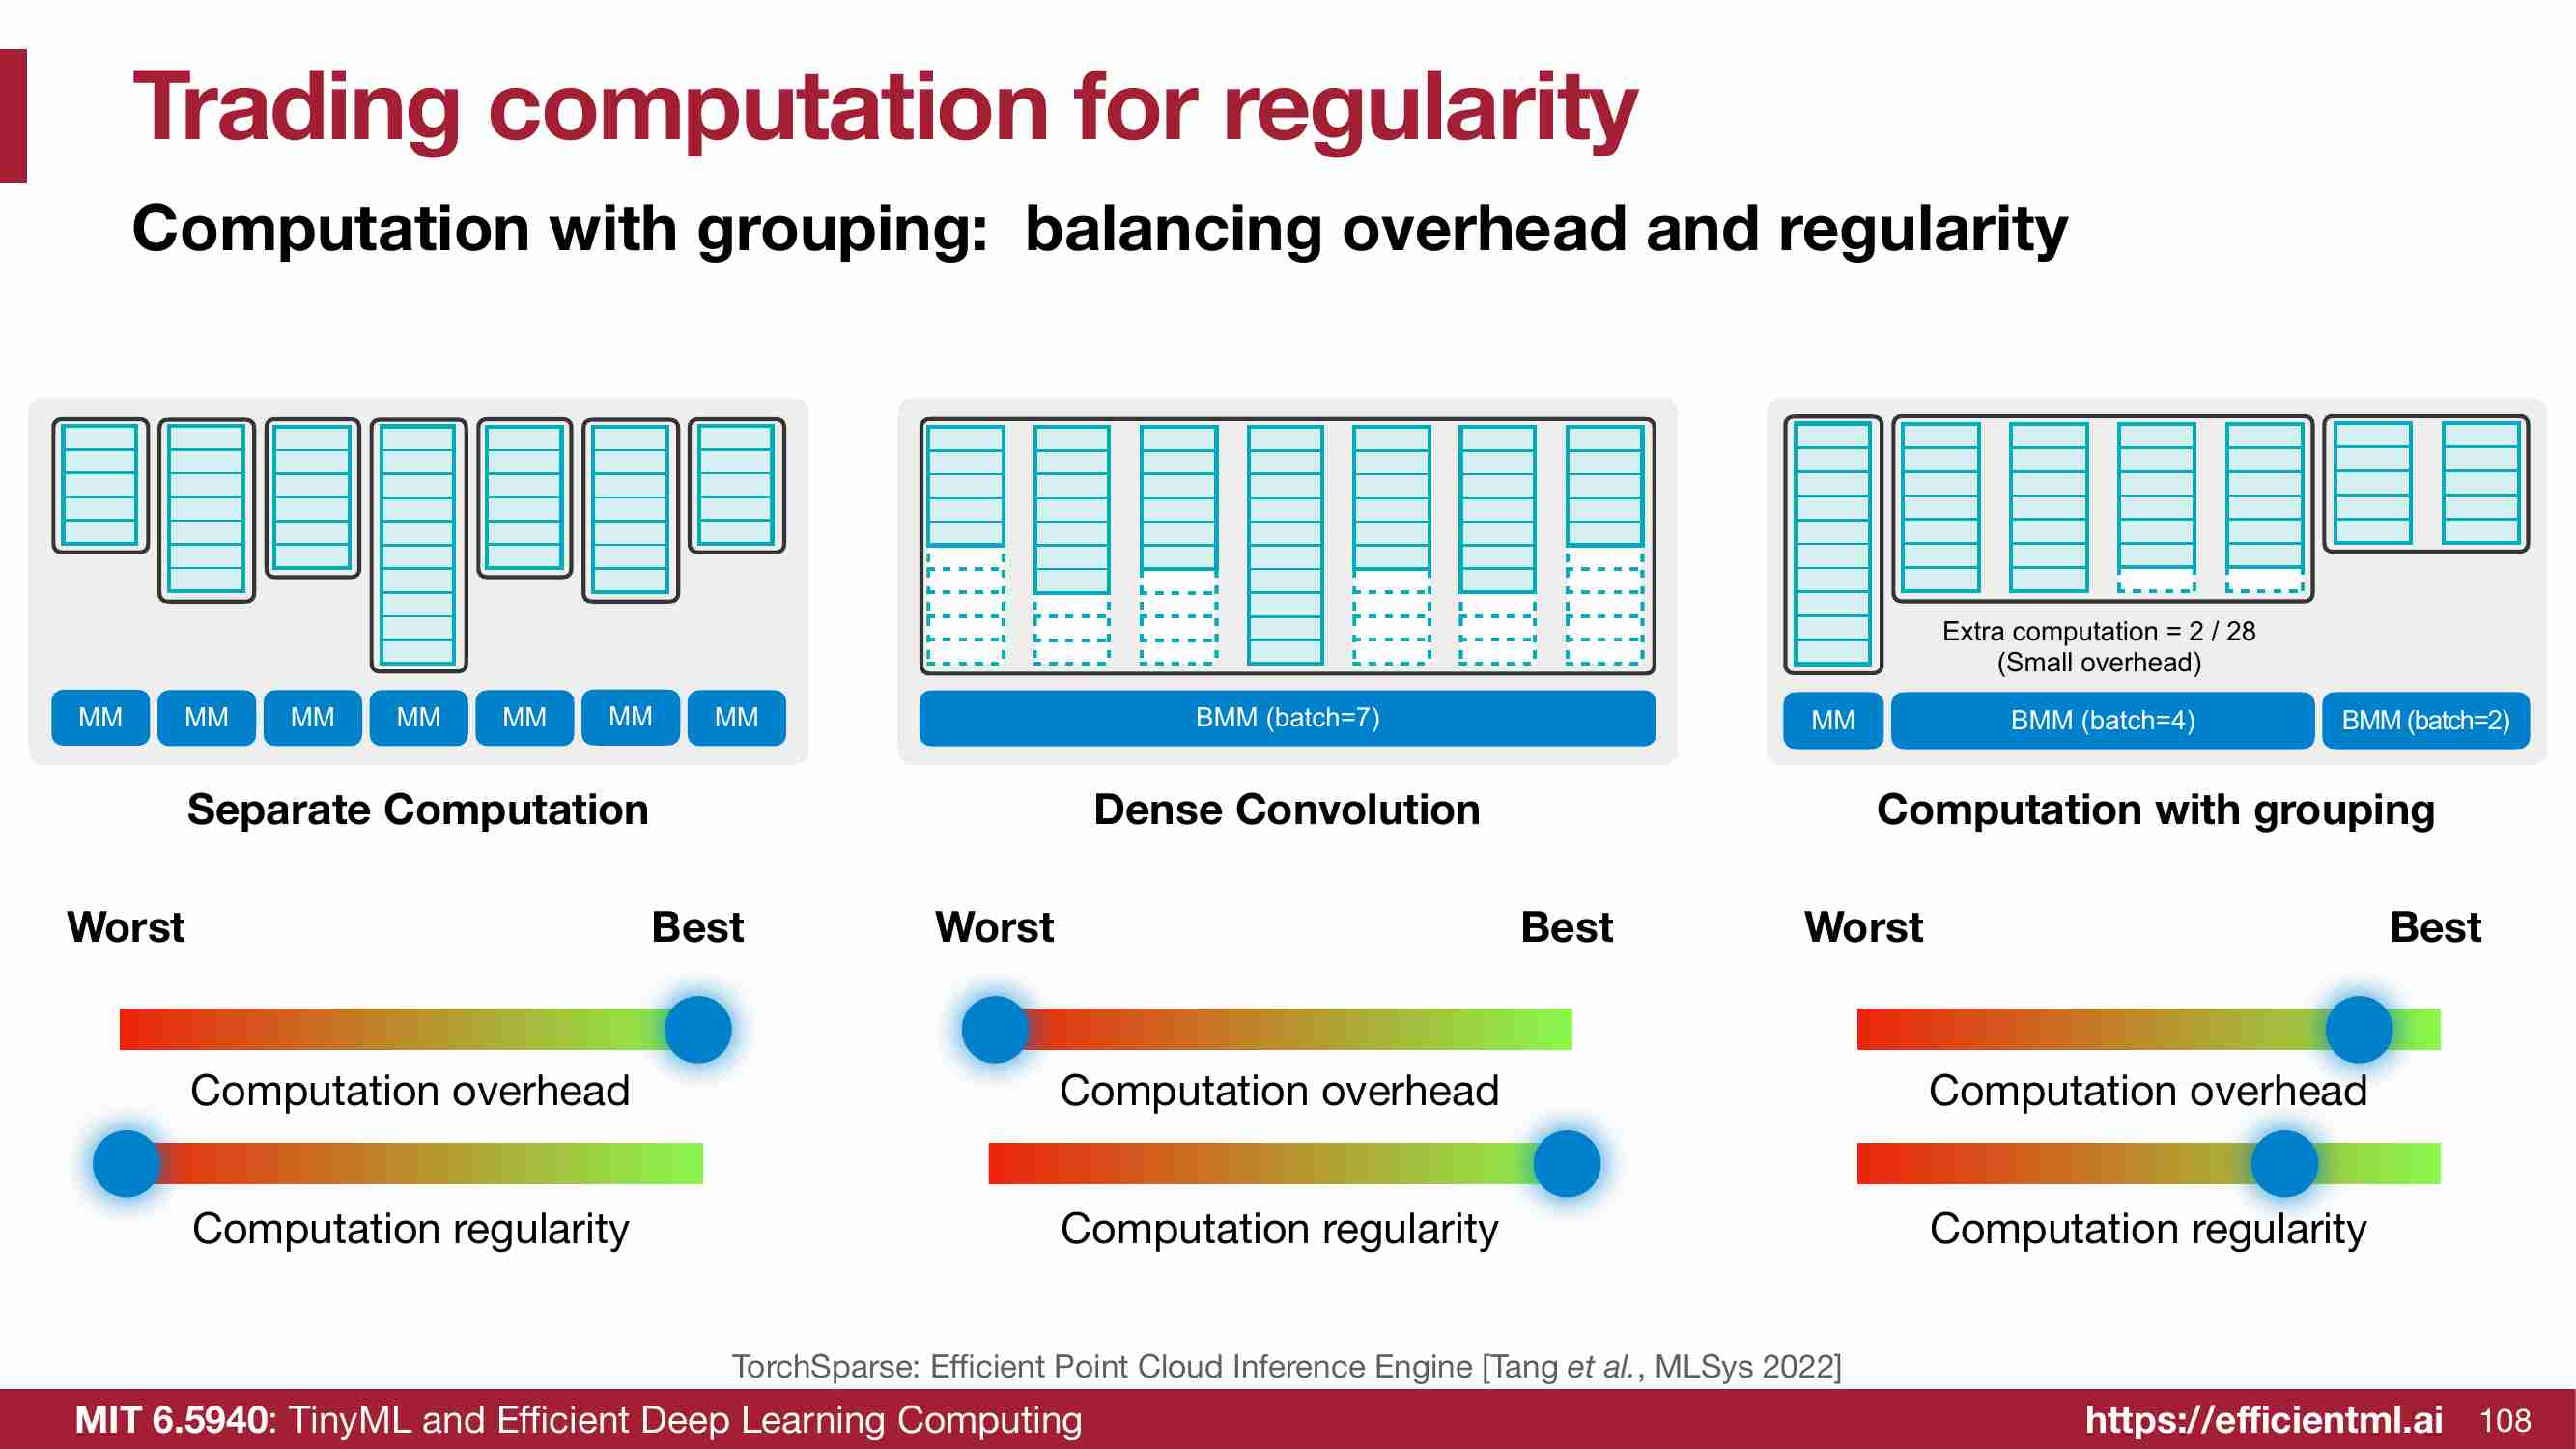 Trading computation for regularity
Computation with grouping: balancing overhead and regularity
MM MM MM MM MM MM MM
Separate Computation
Worst Best
Computation overhead
Computation regularity
BMM (batch=7)
Dense Convolution
Worst Best
Computation overhead
Computation regularity
Extra computation = 2 / 28
(Small overhead)
MM BMM (batch=4) BMM (batch=2)
Computation with grouping
Worst Best
Computation overhead
Computation regularity
TorchSparse: Efficient Point Cloud Inference Engine [Tang et al., MLSys 2022]
MIT 6.5940: TinyML and Efficient Deep Learning Computing https://efficientml.ai 108